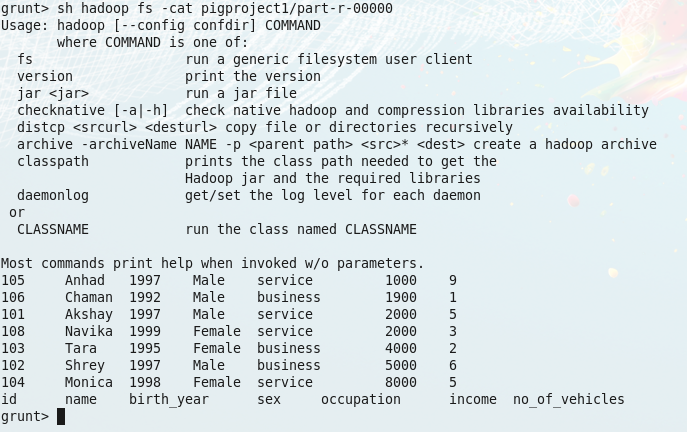 grunt> sh hadoop fs -cat pigproject1/part-r-00000
Usage: hadoop [--config confdir] COMMAND
       where COMMAND is one of:
  fs                   run a generic filesystem user client
  version              print the version
  jar <jar>            run a jar file
  checknative [-a|-h]  check native hadoop and compression libraries availability
  distcp <srcurl> <desturl> copy file or directories recursively
  archive -archiveName NAME -p <parent path> <src>* <dest> create a hadoop archive
  classpath            prints the class path needed to get the
                       Hadoop jar and the required libraries
  daemonlog            get/set the log level for each daemon
 or
  CLASSNAME            run the class named CLASSNAME

Most commands print help when invoked w/o parameters.
105     Anhad   1997    Male    service         1000    9
106     Chaman  1992    Male    business        1900    1
101     Akshay  1997    Male    service         2000    5
108     Navika  1999    Female  service         2000    3
103     Tara    1995    Female  business        4000    2
102     Shrey   1997    Male    business        5000    6
104     Monica  1998    Female  service         8000    5
id      name    birth_year      sex     occupation      income  no_of_vehicles
grunt>